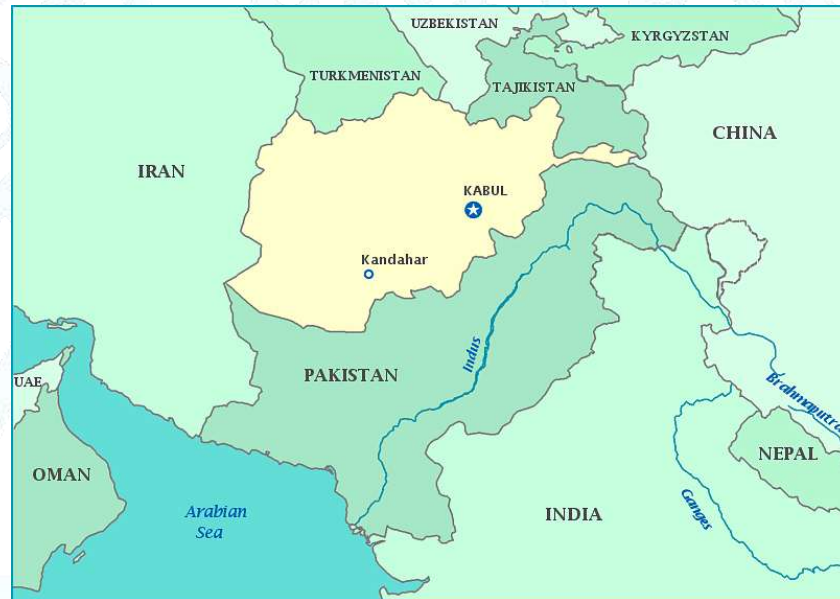 UZBEKISTAN
KYRGYZSTAN
TURKMENISTAN
TAJIKISTAN
CHINA
IRAN
KABUL
Kandahar
Indus
PAKISTAN
UAE
Brahmaputra
OMAN
NEPAL
Arabian
Sea
INDIA
Ganges